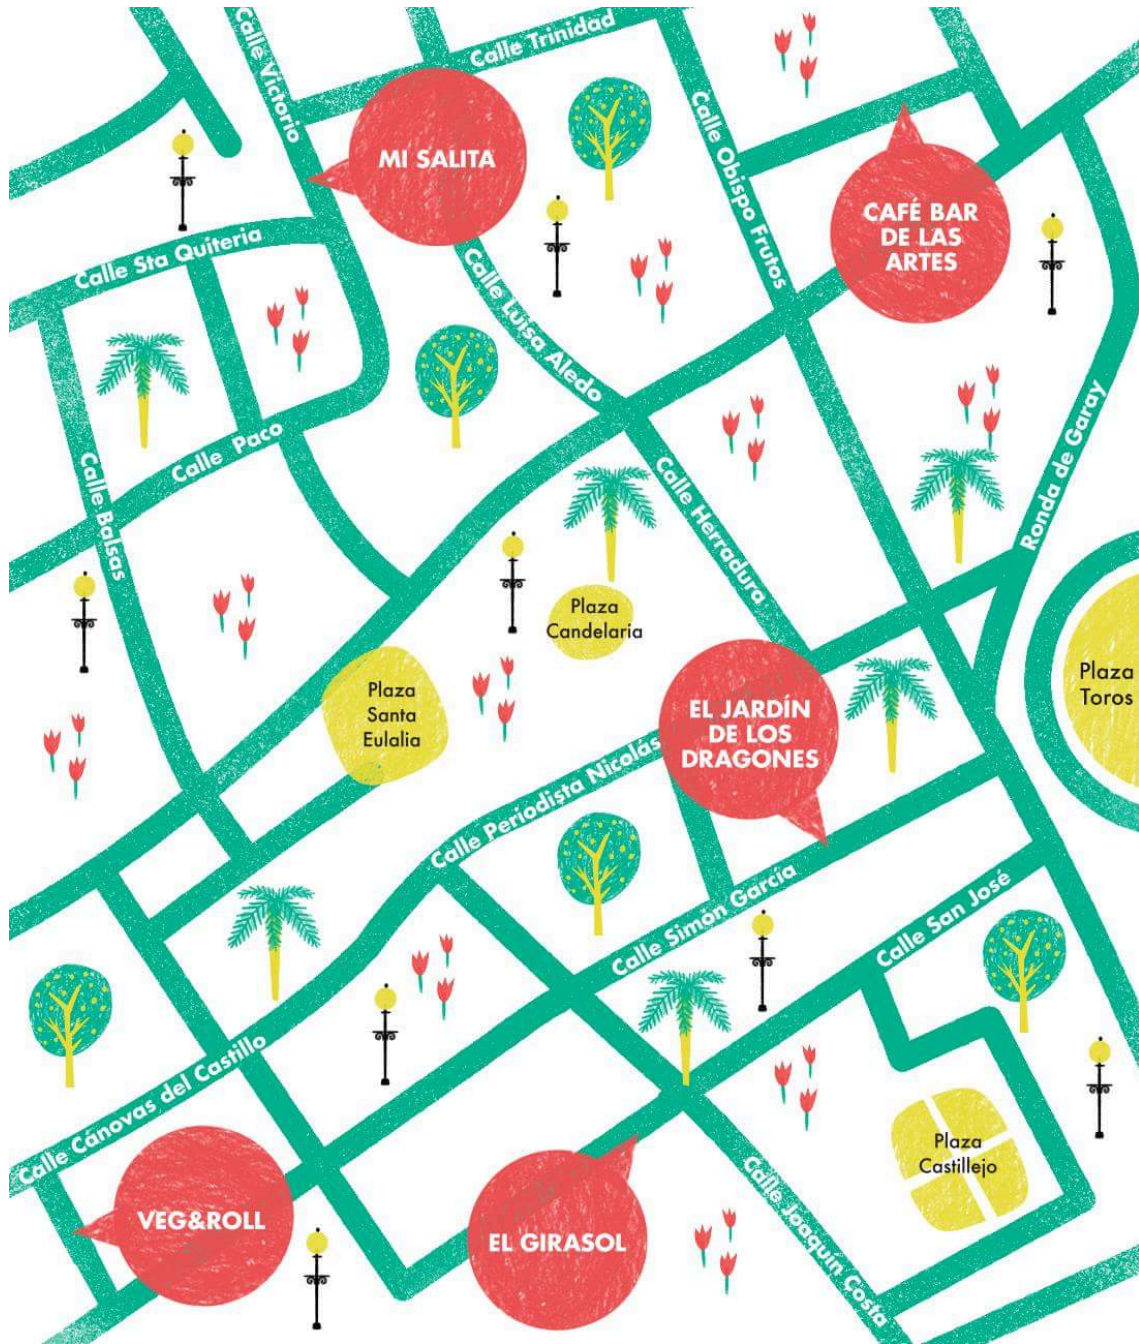 Calle Trinidad
Calle Victorio
MI SALITA
Calle Obispo Frutos
CAFÉ BAR
DE LAS
ARTES
Calle Sta Quiteria
Calle Luisa Aledo
Ronda de Garay
Calle Paco
Calle Balsas
Calle Herradura
Plaza
Candelaria
Plaza
Toros
Plaza
Santa
Eulalia
EL JARDÍN
DE LOS
DRAGONES
Calle Periodista Nicolás
Calle Simón García
Calle San José
Calle Cánovas del Castillo
Plaza
Castillejo
VEG&ROLL
EL GIRASOL
Calle Joaquín Costa